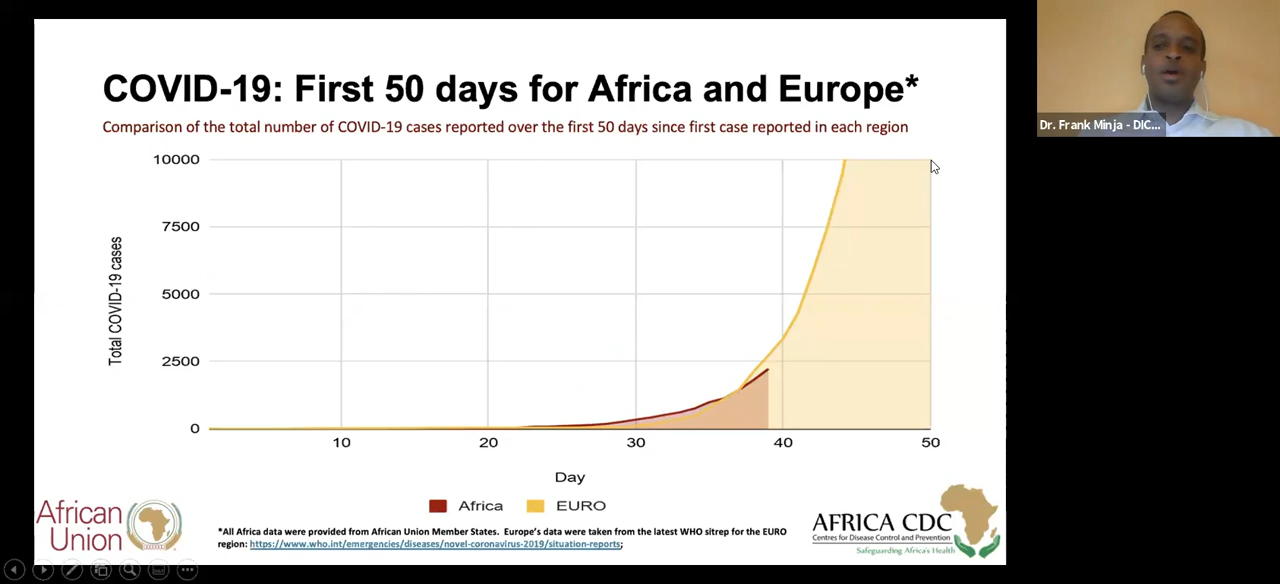 COVID-19: First 50 days for Africa and Europe*
Comparison of the total number of COVID-19 cases reported over the first 50 days since first case reported in each region
Dr. Frank Minja - DIC...
Total COVID-19 cases
10000
7500
5000
2500
0
10 20 30 40 50
Day
Africa EURO
African
Union
*All Africa data were provided from African Union Member States. Europe's data were taken from the latest WHO sitrep for the EURO
region: https://www.who.int/emergencies/diseases/novel-coronavirus-2019/situation-reports;
AFRICA CDC
Centres for Disease Control and Prevention
Safeguarding Africa's Health